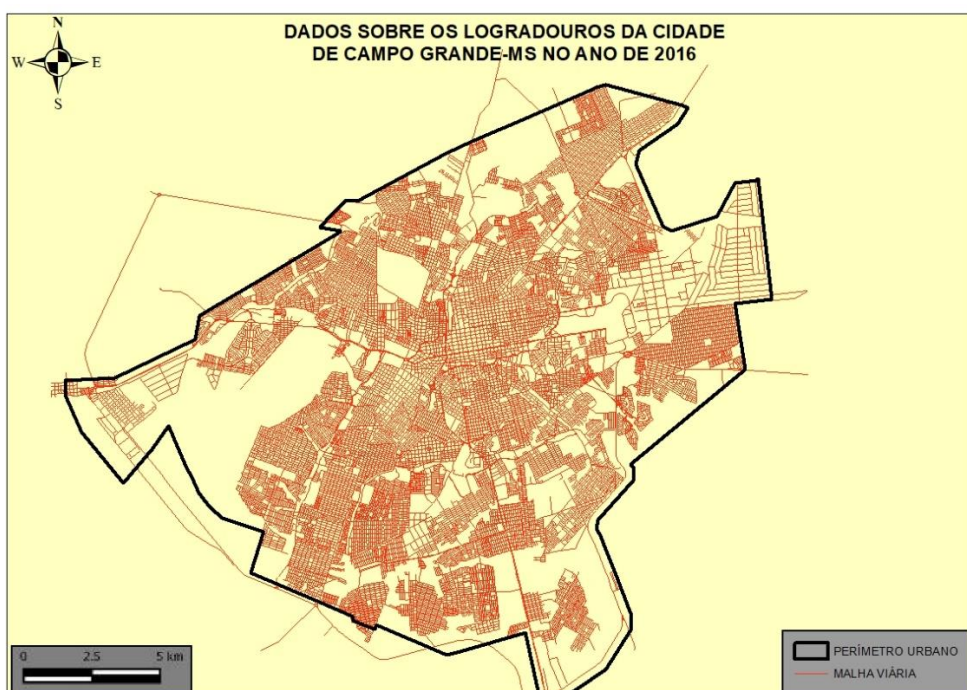 DADOS SOBRE OS LOGRADOUROS DA CIDADE
DE CAMPO GRANDE-MS NO ANO DE 2016
N
W E
S
0 2.5 5 km
PERÍMETRO URBANO
MALHA VIÁRIA